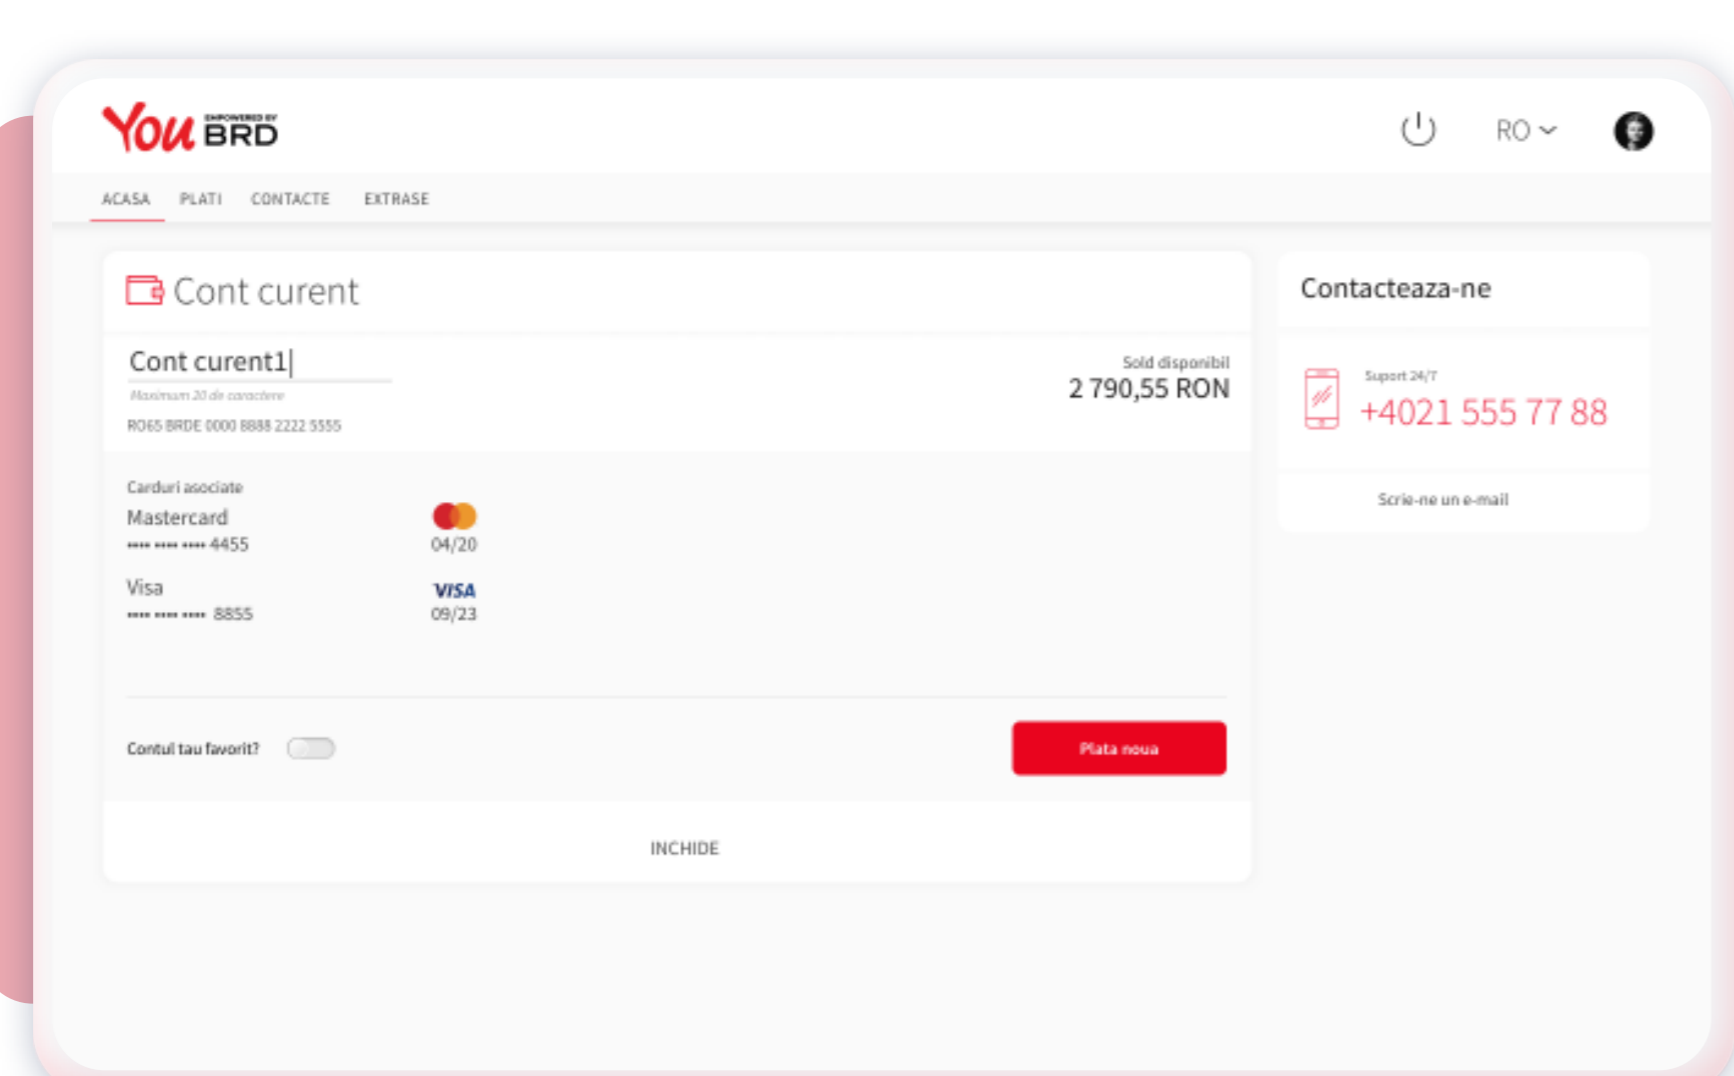 You EMPOWERED BY BRD
RO
ACASA PLATI CONTACTE EXTRASE
Cont curent
Cont curent1
Maximum 20 de caractere
RO65 BRDE 0000 8888 2222 5555
Sold disponibil
2 790,55 RON
Carduri asociate
Mastercard
•••• •••• •••• 4455 04/20
Visa VISA
•••• •••• •••• 8855 09/23
Contul tau favorit? Plata noua
INCHIDE
Contacteaza-ne
Suport 24/7
+4021 555 77 88
Scrie-ne un e-mail